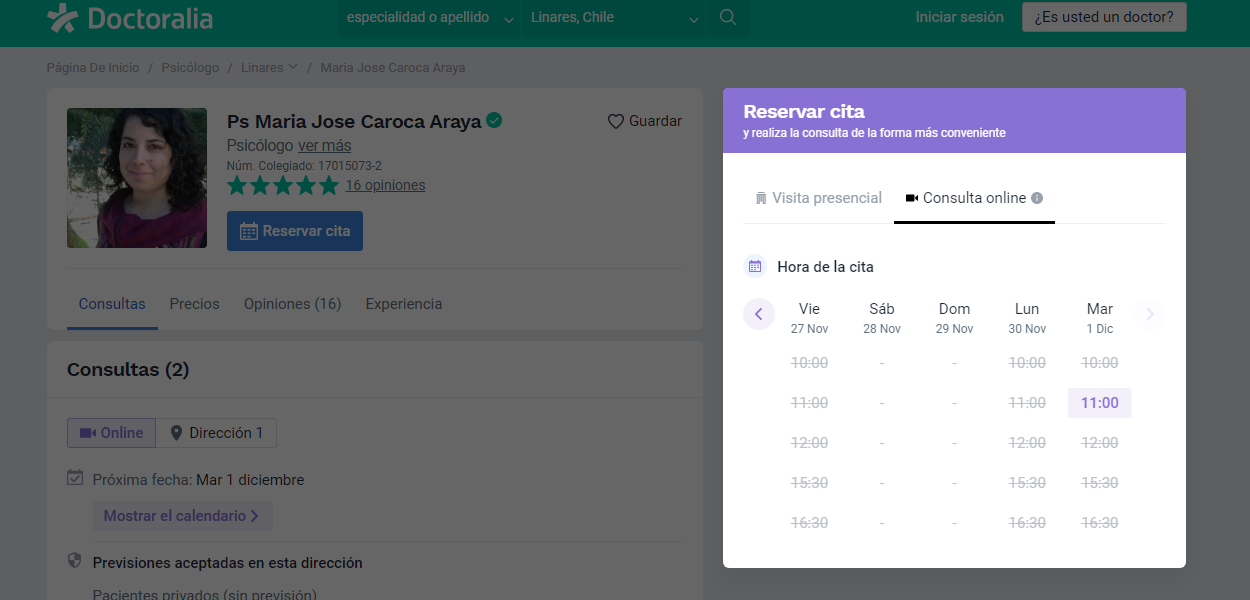 Doctoralia
especialidad o apellido
Linares, Chile
Iniciar sesión
¿Es usted un doctor?
Página De Inicio / Psicólogo / Linares / Maria Jose Caroca Araya
Ps Maria Jose Caroca Araya
Guardar
Psicólogo ver más
Núm. Colegiado: 17015073-2
16 opiniones
Reservar cita
Consultas Precios Opiniones (16) Experiencia
Consultas (2)
Online Dirección 1
Próxima fecha: Mar 1 diciembre
Mostrar el calendario
Previsiones aceptadas en esta dirección
Pacientes privados (sin previsión)
Reservar cita
y realiza la consulta de la forma más conveniente
Visita presencial Consulta online
Hora de la cita
Vie Sáb Dom Lun Mar
27 Nov 28 Nov 29 Nov 30 Nov 1 Dic
10:00 - - 10:00 10:00
11:00 - - 11:00 11:00
12:00 - - 12:00 12:00
15:30 - - 15:30 15:30
16:30 - - 16:30 16:30